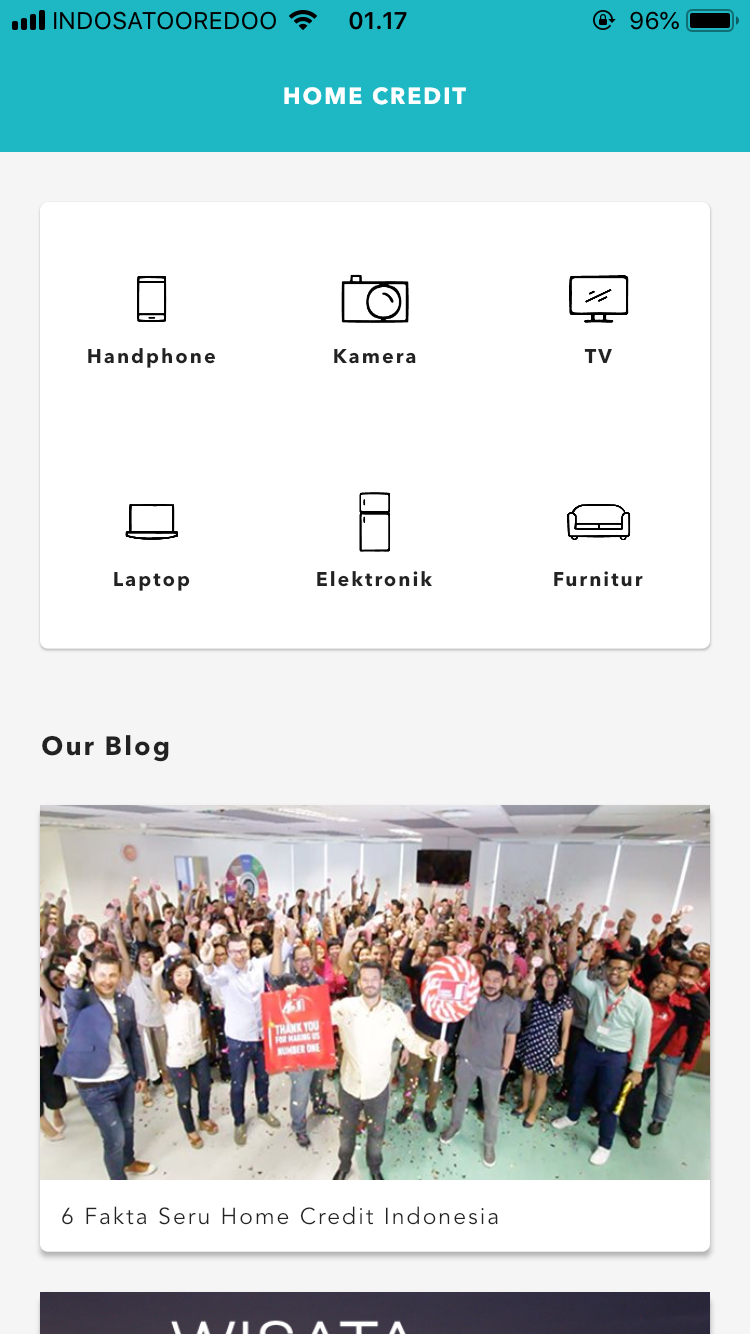 INDOSATOOREDOO 01.17 96%
HOME CREDIT
Handphone Kamera TV
Laptop Elektronik Furnitur
Our Blog
THANK YOU
FOR MAKING US
NUMBER ONE
6 Fakta Seru Home Credit Indonesia
WISATA